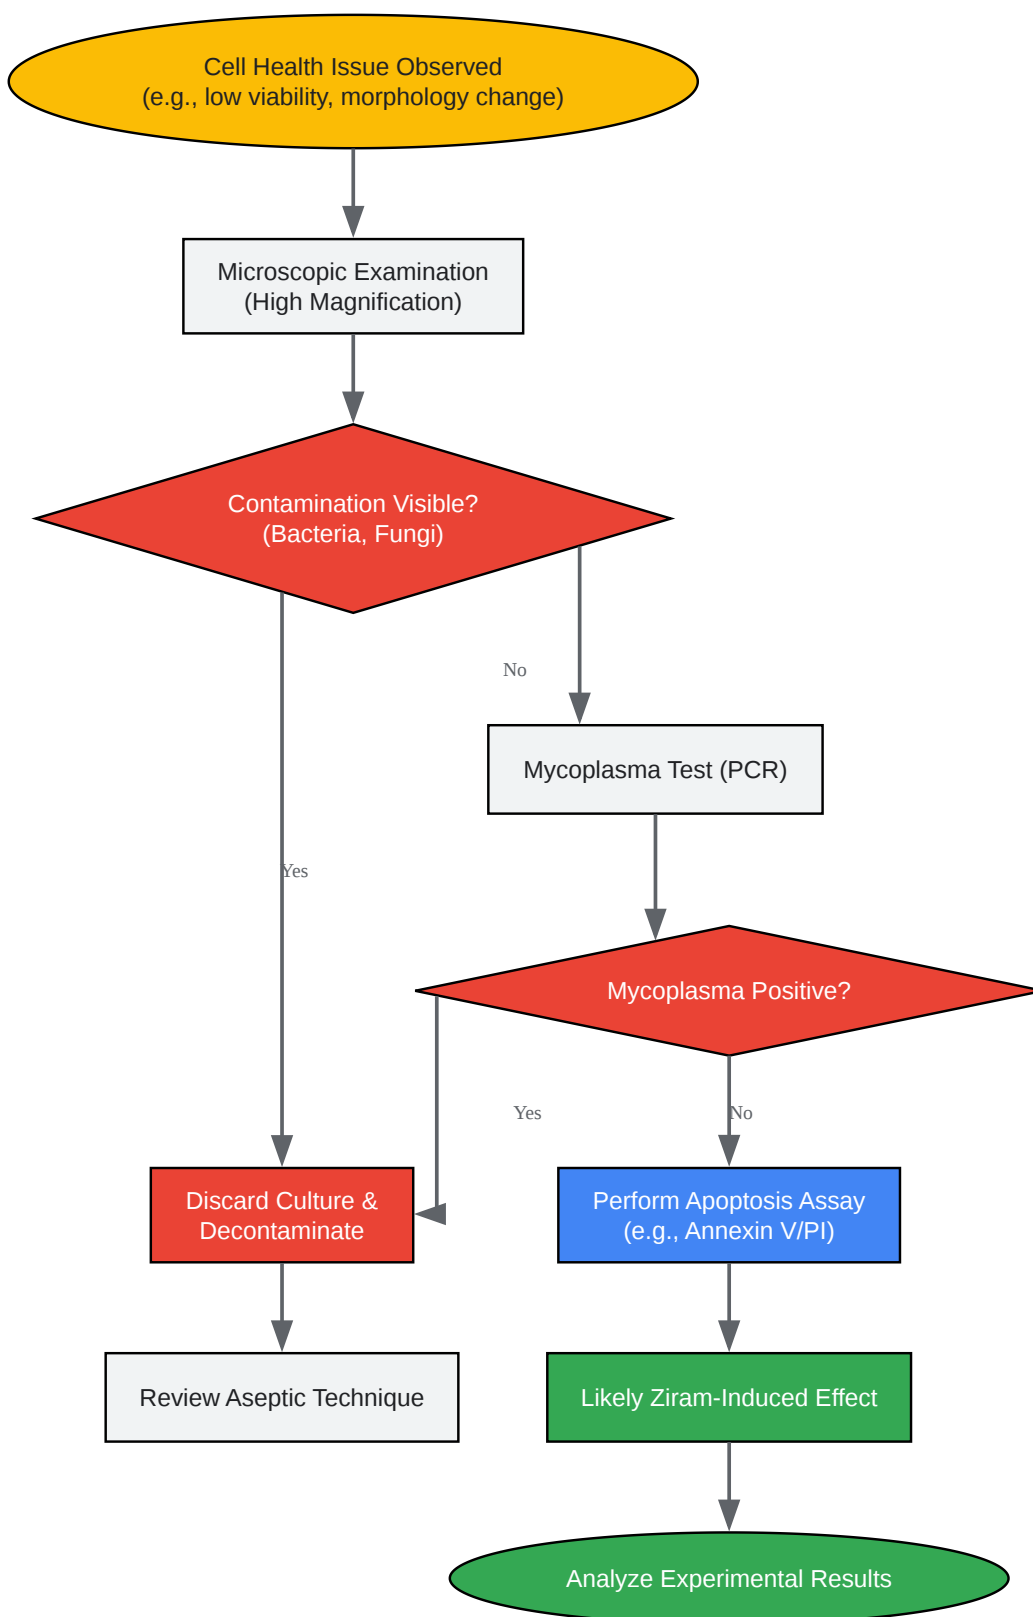 Cell Health Issue Observed
(e.g., low viability, morphology change)
Microscopic Examination
(High Magnification)
Contamination Visible?
(Bacteria, Fungi)
No
Mycoplasma Test (PCR)
Yes
Mycoplasma Positive?
Yes
No
Discard Culture &
Decontaminate
Perform Apoptosis Assay
(e.g., Annexin V/PI)
Review Aseptic Technique
Likely Ziram-Induced Effect
Analyze Experimental Results